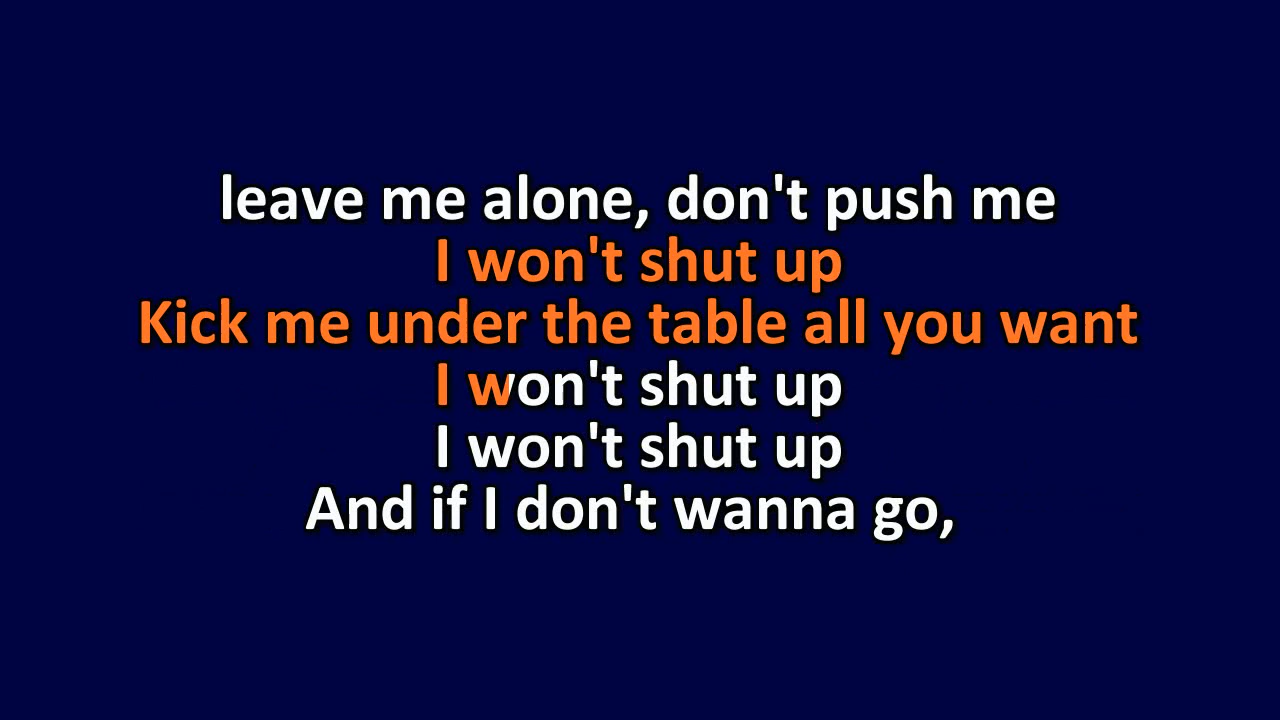 leave me alone, don't push me
I won't shut up
Kick me under the table all you want
I won't shut up
I won't shut up
And if I don't wanna go,